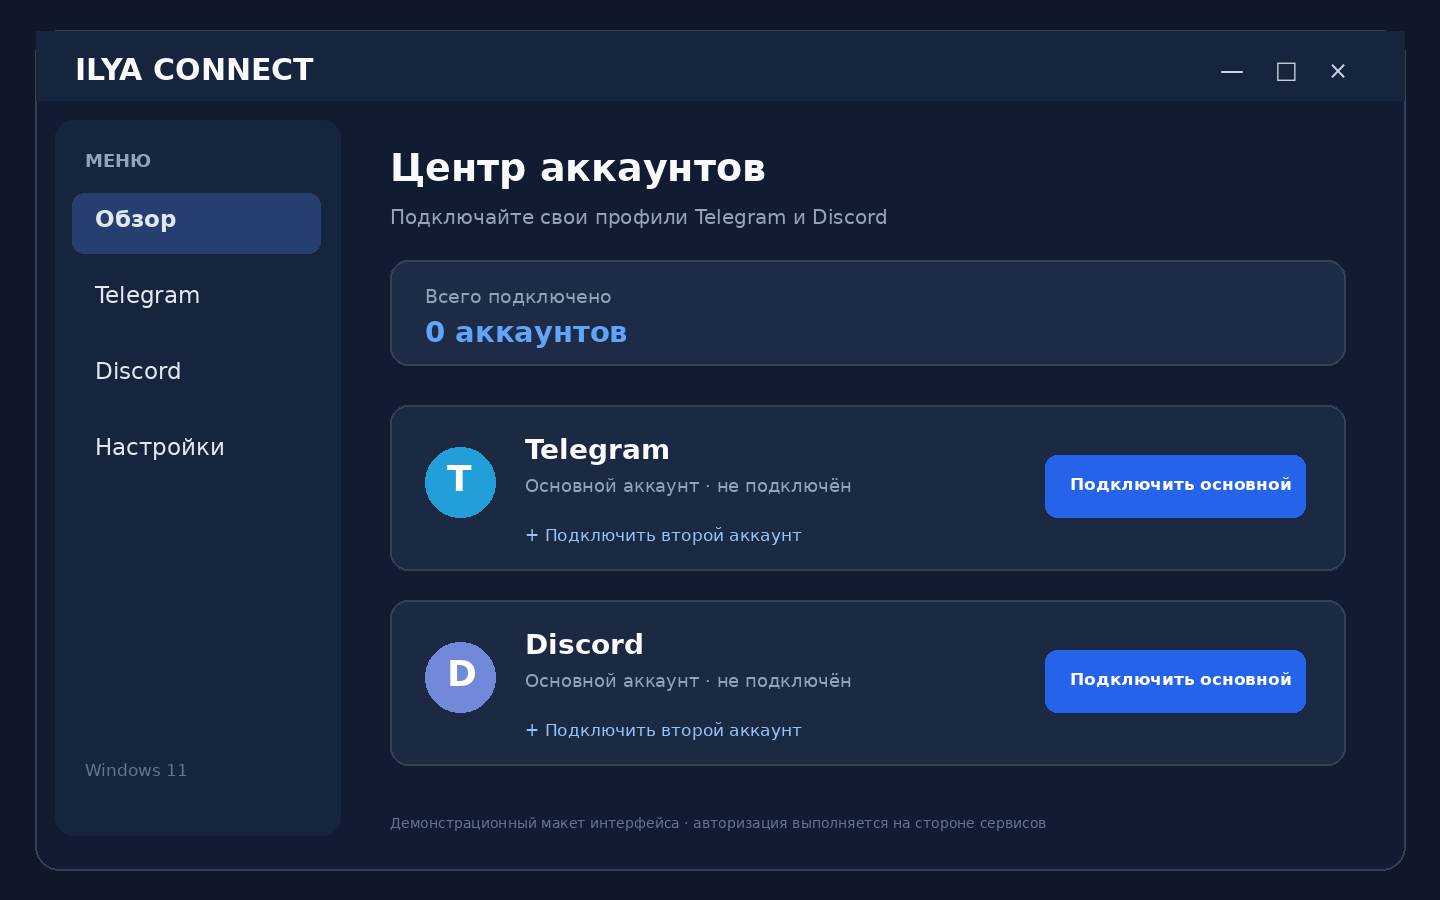 ILYA CONNECT
— □ ×
МЕНЮ
Обзор
Telegram
Discord
Настройки
Windows 11
Центр аккаунтов
Подключайте свои профили Telegram и Discord
Всего подключено
0 аккаунтов
T
Telegram
Основной аккаунт · не подключён
+ Подключить второй аккаунт
Подключить основной
D
Discord
Основной аккаунт · не подключён
+ Подключить второй аккаунт
Подключить основной
Демонстрационный макет интерфейса · авторизация выполняется на стороне сервисов